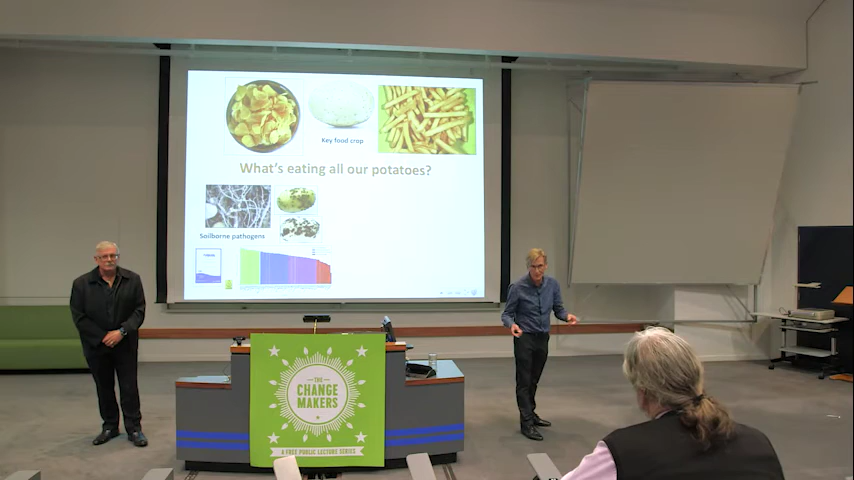 Key food crop
What's eating all our potatoes?
Soilborne pathogens
THE
CHANGE
MAKERS
A FREE PUBLIC LECTURE SERIES